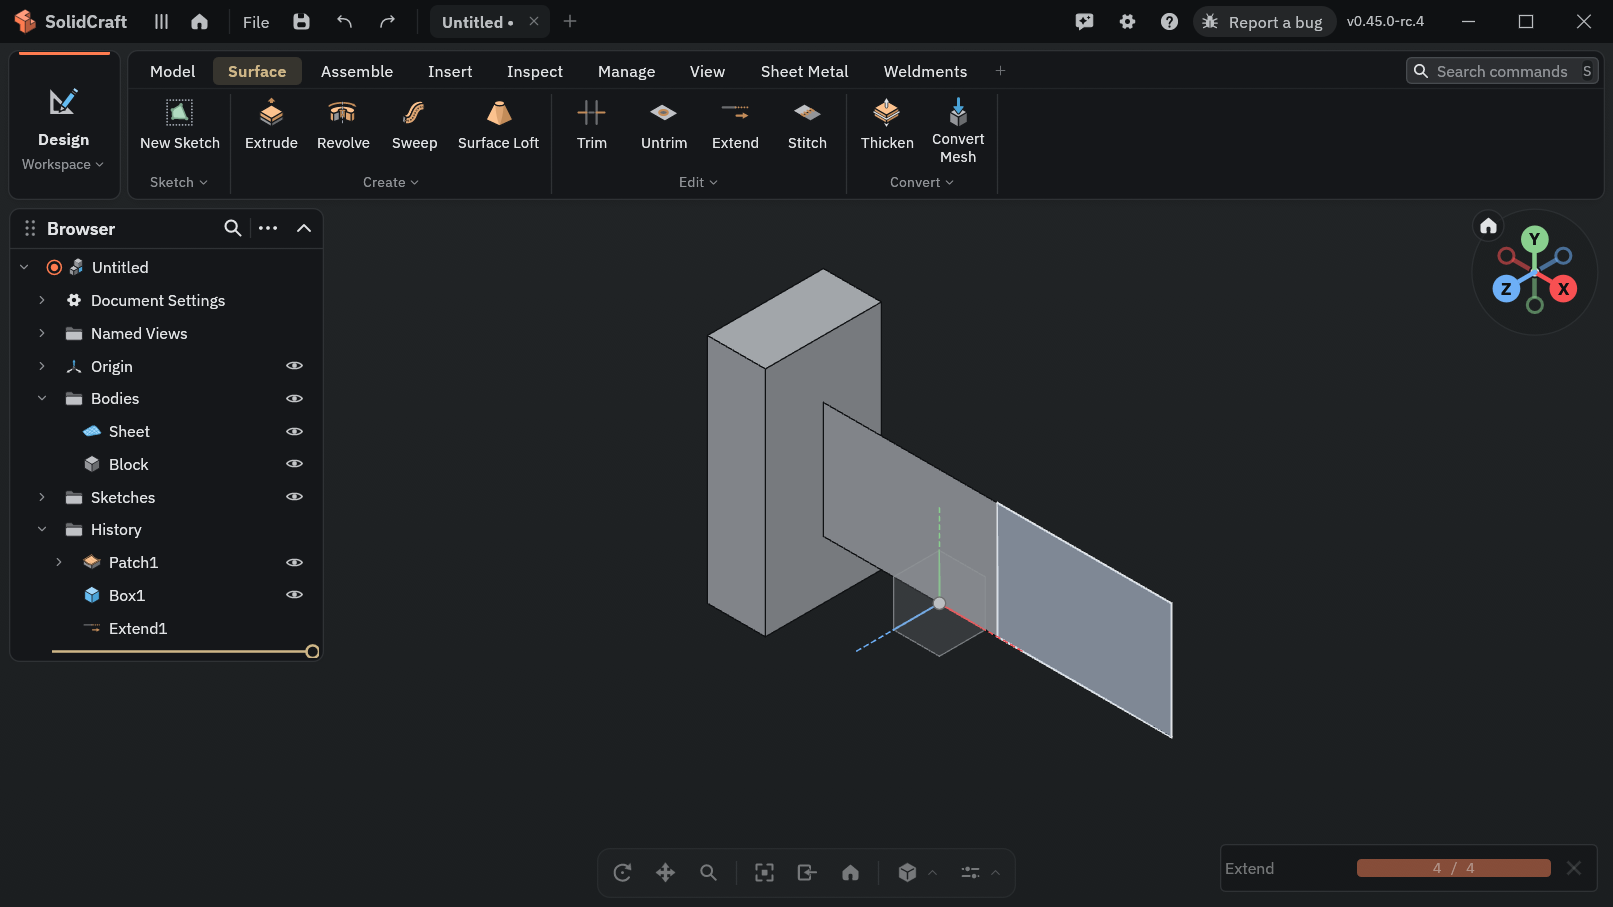 SolidCraft
File
Untitled •
Report a bug
v0.45.0-rc.4
Design
Workspace
Model Surface Assemble Insert Inspect Manage View Sheet Metal Weldments
Search commands S
New Sketch
Extrude
Revolve
Sweep
Surface Loft
Trim
Untrim
Extend
Stitch
Thicken
Convert
Mesh
Sketch
Create
Edit
Convert
Browser
Untitled
Document Settings
Named Views
Origin
Bodies
Sheet
Block
Sketches
History
Patch1
Box1
Extend1
Y
Z
X
Extend
4 / 4